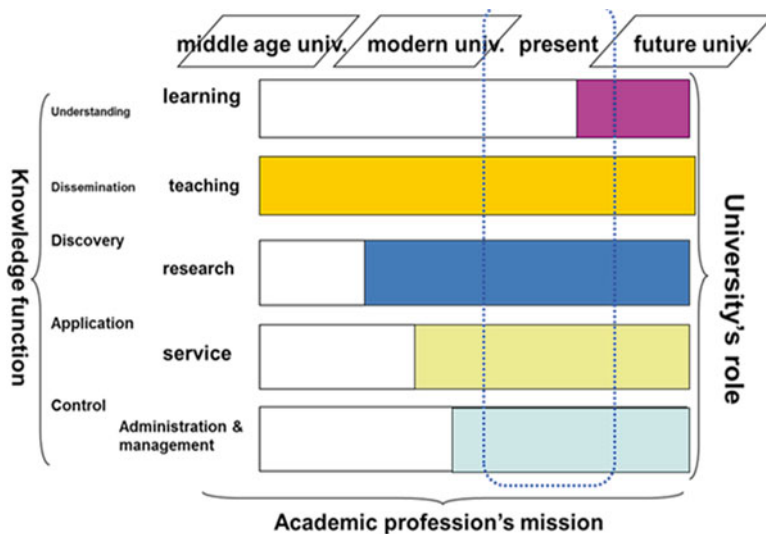 middle age univ. modern univ. present future univ.
learning
Understanding
Dissemination teaching
Discovery
research
Application
service
Control
Administration &
management
Knowledge function
University's role
Academic profession's mission